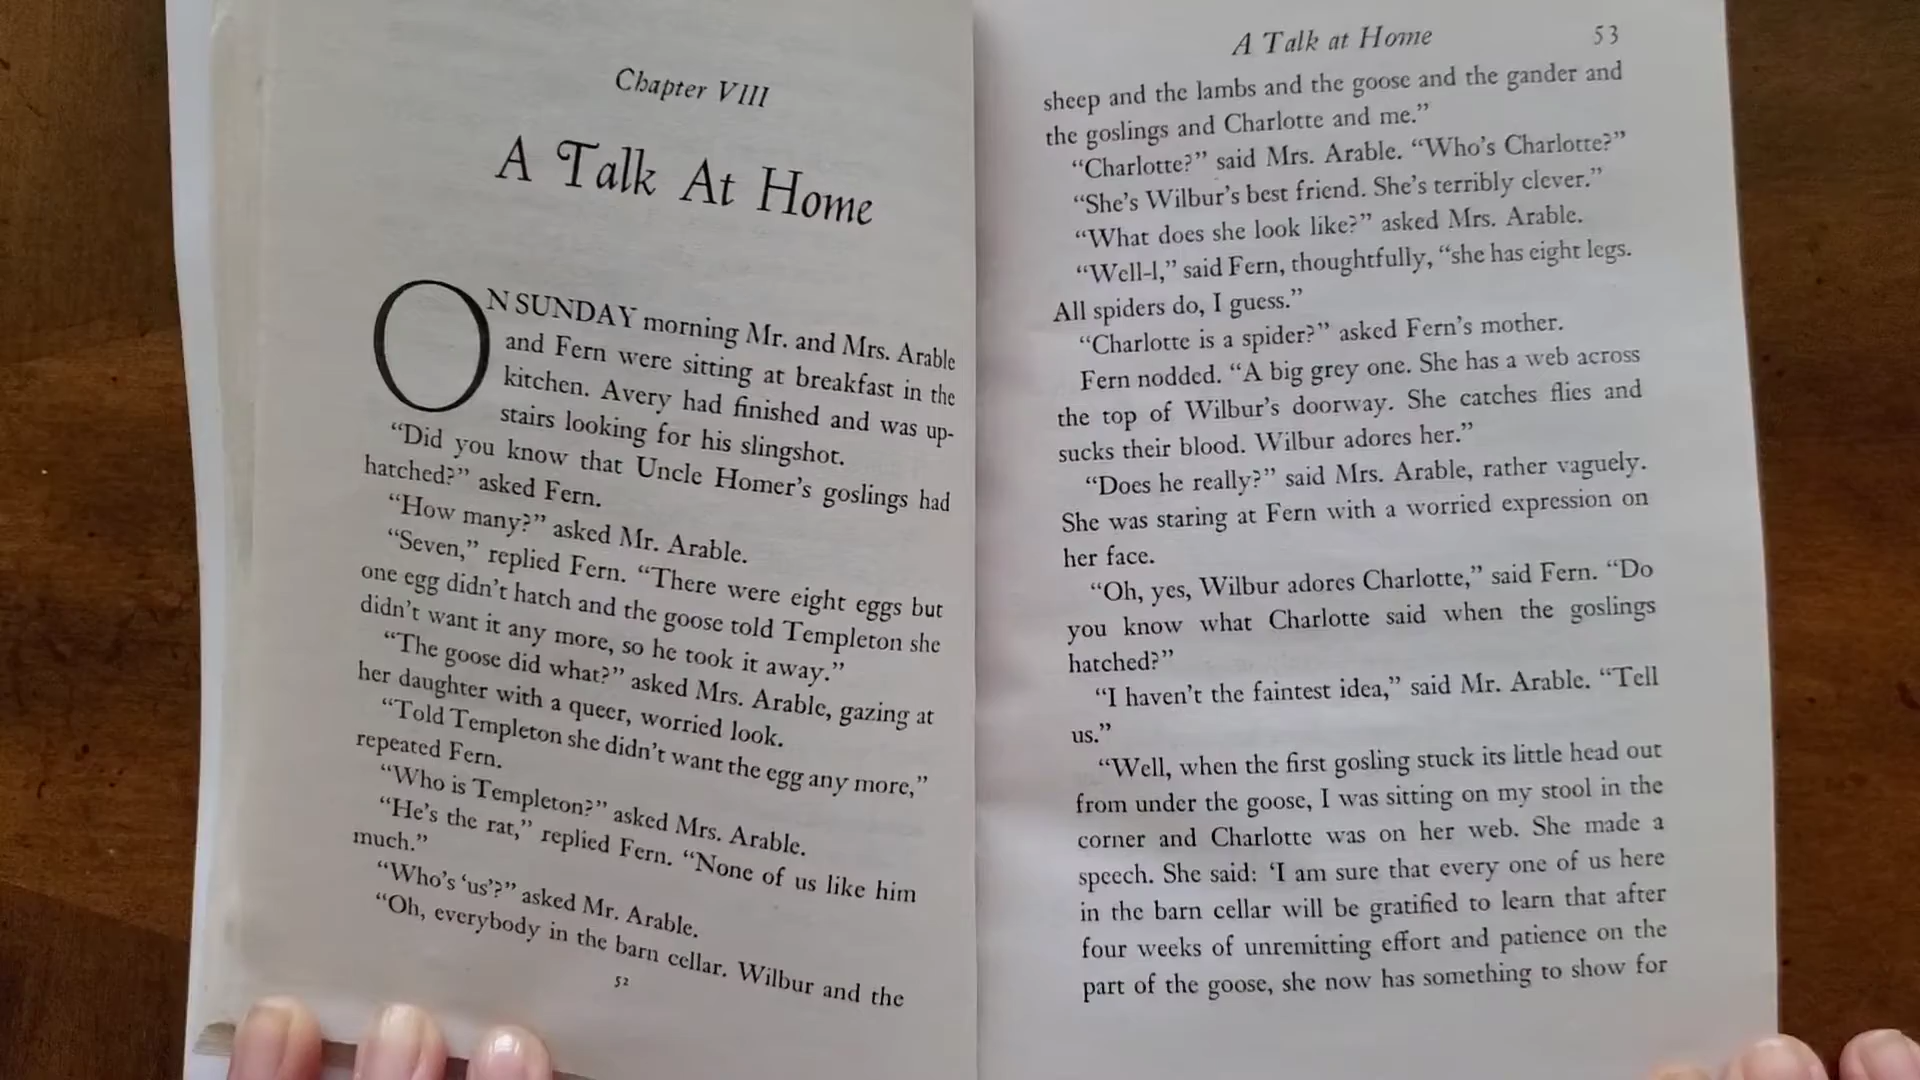 Chapter VIII
A Talk At Home
ON SUNDAY morning Mr. and Mrs. Arable
and Fern were sitting at breakfast in the
kitchen. Avery had finished and was up-
stairs looking for his slingshot.
“Did you know that Uncle Homer’s goslings had
hatched?” asked Fern.
“How many?” asked Mr. Arable.
“Seven,” replied Fern. “There were eight eggs but
one egg didn’t hatch and the goose told Templeton she
didn’t want it any more, so he took it away.”
“The goose did what?” asked Mrs. Arable, gazing at
her daughter with a queer, worried look.
“Told Templeton she didn’t want the egg any more,”
repeated Fern.
“Who is Templeton?” asked Mrs. Arable.
“He’s the rat,” replied Fern. “None of us like him
much.”
“Who’s ‘us’?” asked Mr. Arable.
“Oh, everybody in the barn cellar. Wilbur and the
52
A Talk at Home 53
sheep and the lambs and the goose and the gander and
the goslings and Charlotte and me.”
“Charlotte?” said Mrs. Arable. “Who’s Charlotte?”
“She’s Wilbur’s best friend. She’s terribly clever.”
“What does she look like?” asked Mrs. Arable.
“Well-l,” said Fern, thoughtfully, “she has eight legs.
All spiders do, I guess.”
“Charlotte is a spider?” asked Fern’s mother.
Fern nodded. “A big grey one. She has a web across
the top of Wilbur’s doorway. She catches flies and
sucks their blood. Wilbur adores her.”
“Does he really?” said Mrs. Arable, rather vaguely.
She was staring at Fern with a worried expression on
her face.
“Oh, yes, Wilbur adores Charlotte,” said Fern. “Do
you know what Charlotte said when the goslings
hatched?”
“I haven’t the faintest idea,” said Mr. Arable. “Tell
us.”
“Well, when the first gosling stuck its little head out
from under the goose, I was sitting on my stool in the
corner and Charlotte was on her web. She made a
speech. She said: ‘I am sure that every one of us here
in the barn cellar will be gratified to learn that after
four weeks of unremitting effort and patience on the
part of the goose, she now has something to show for